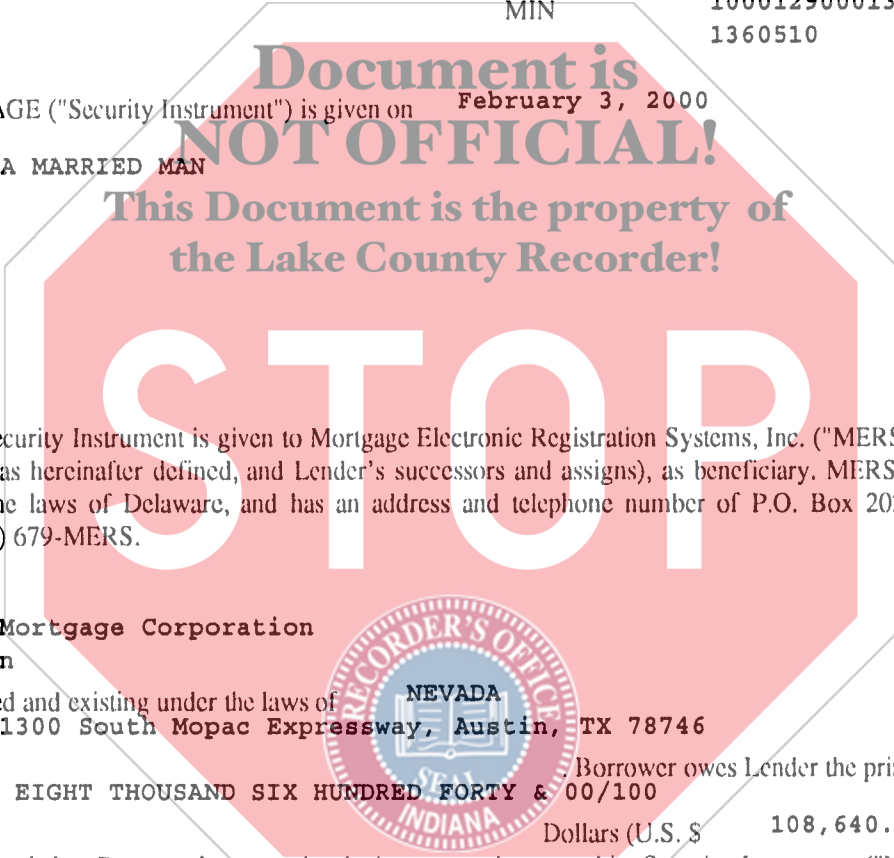 MIN
1360510
Document is
AGE ("Security Instrument") is given on February 3, 2000
NOT OFFICIAL!
A MARRIED MAN
This Document is the property of
the Lake County Recorder!
STOP
ecurity Instrument is given to Mortgage Electronic Registration Systems, Inc. ("MERS
as hereinafter defined, and Lender's successors and assigns), as beneficiary. MERS
e laws of Delaware, and has an address and telephone number of P.O. Box 20
) 679-MERS.
Mortgage Corporation
n
ed and existing under the laws of NEVADA
1300 South Mopac Expressway, Austin, TX 78746
. Borrower owes Lender the pri
EIGHT THOUSAND SIX HUNDRED FORTY & 00/100
Dollars (U.S. $ 108,640.
RECORDER'S OFFICE
SEAL
INDIANA